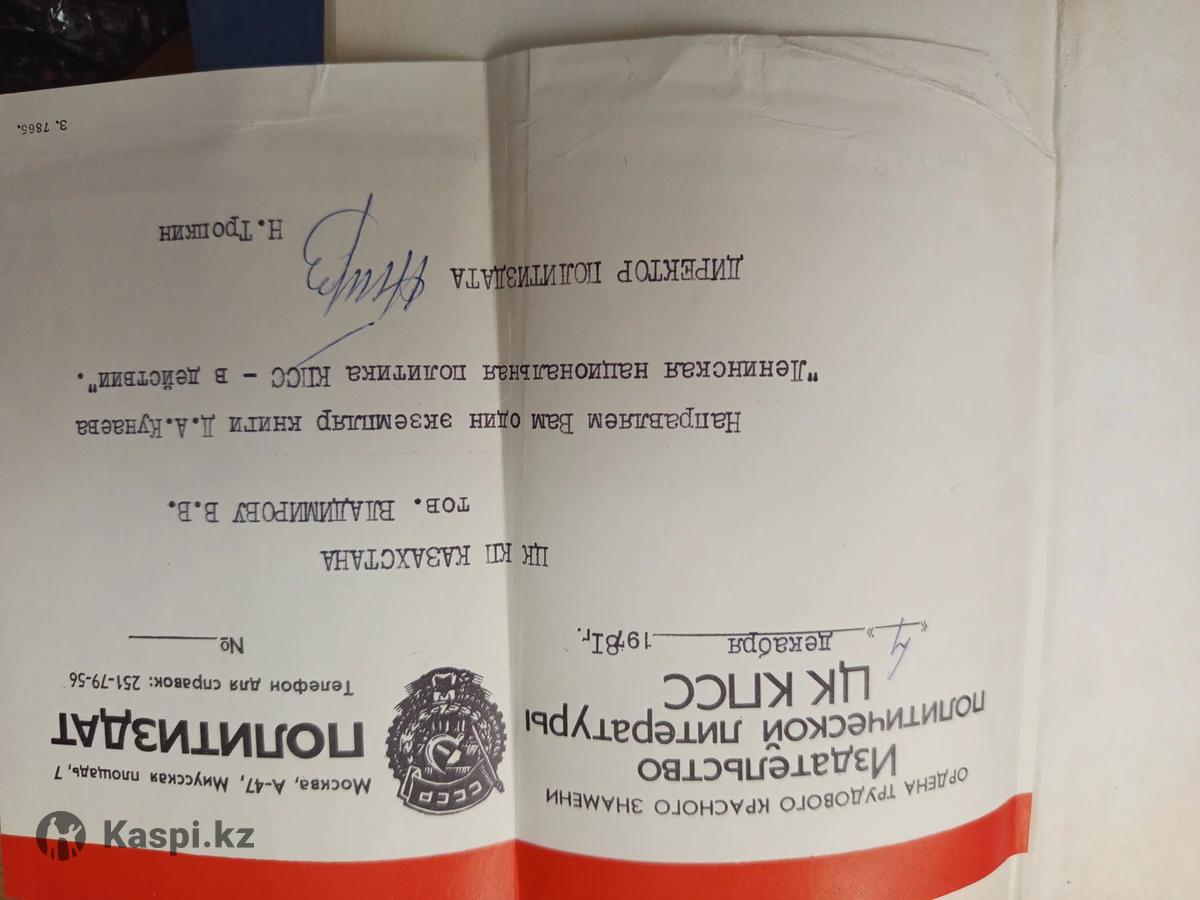 ОРДЕНА ТРУДОВОГО КРАСНОГО ЗНАМЕНИ
Издательство
политической литературы
ЦК КПСС
СССР
Москва, А-47, Миусская площадь, 7
ПОЛИТИЗДАТ
Телефон для справок: 251-79-56
«4» декабря 1981г.
№
ЦК КП КАЗАХСТАНА
тов. ВЛАДИМИРОВУ В.В.
Направляем Вам один экземпляр книги Д.А.Кунаева
"Ленинская национальная политика КПСС - в действии".
ДИРЕКТОР ПОЛИТИЗДАТА
Н.Тропкин
З. 7865.
Kaspi.kz